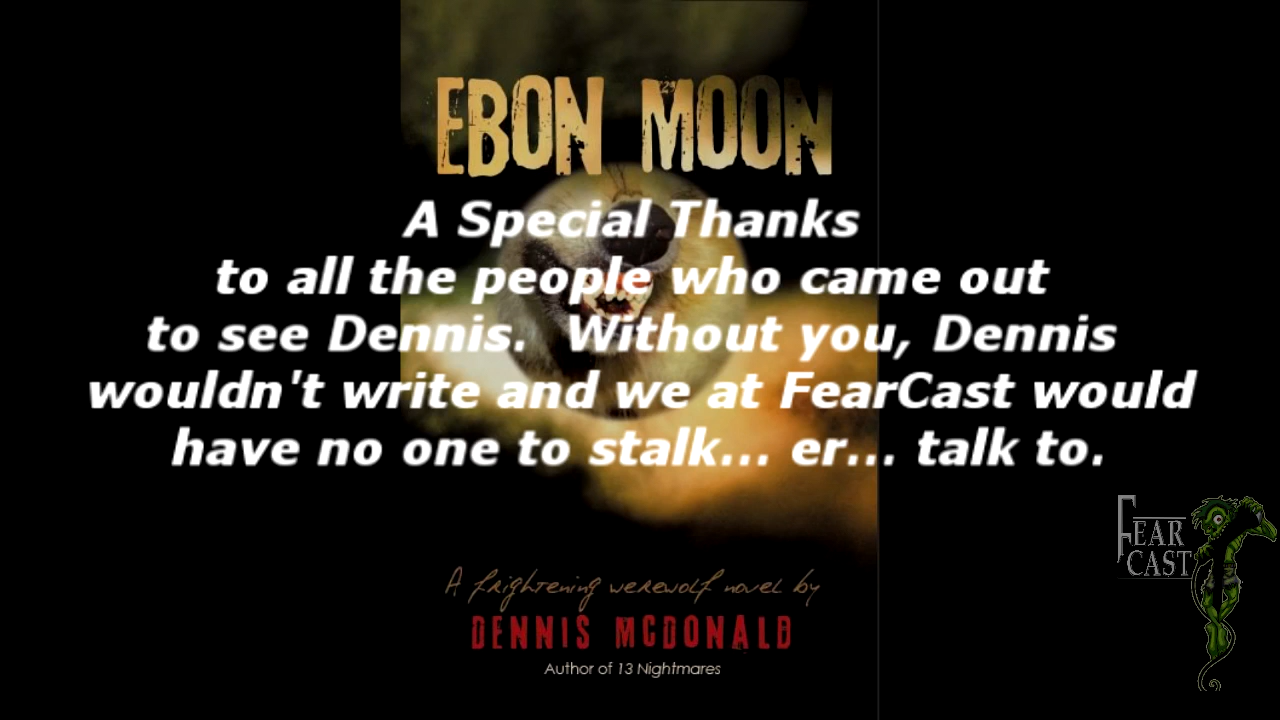 EBON MOON
A Special Thanks
to all the people who came out
to see Dennis.  Without you, Dennis
wouldn't write and we at FearCast would
have no one to stalk... er... talk to.
FEAR
CAST
A frightening werewolf novel by
DENNIS MCDONALD
Author of 13 Nightmares